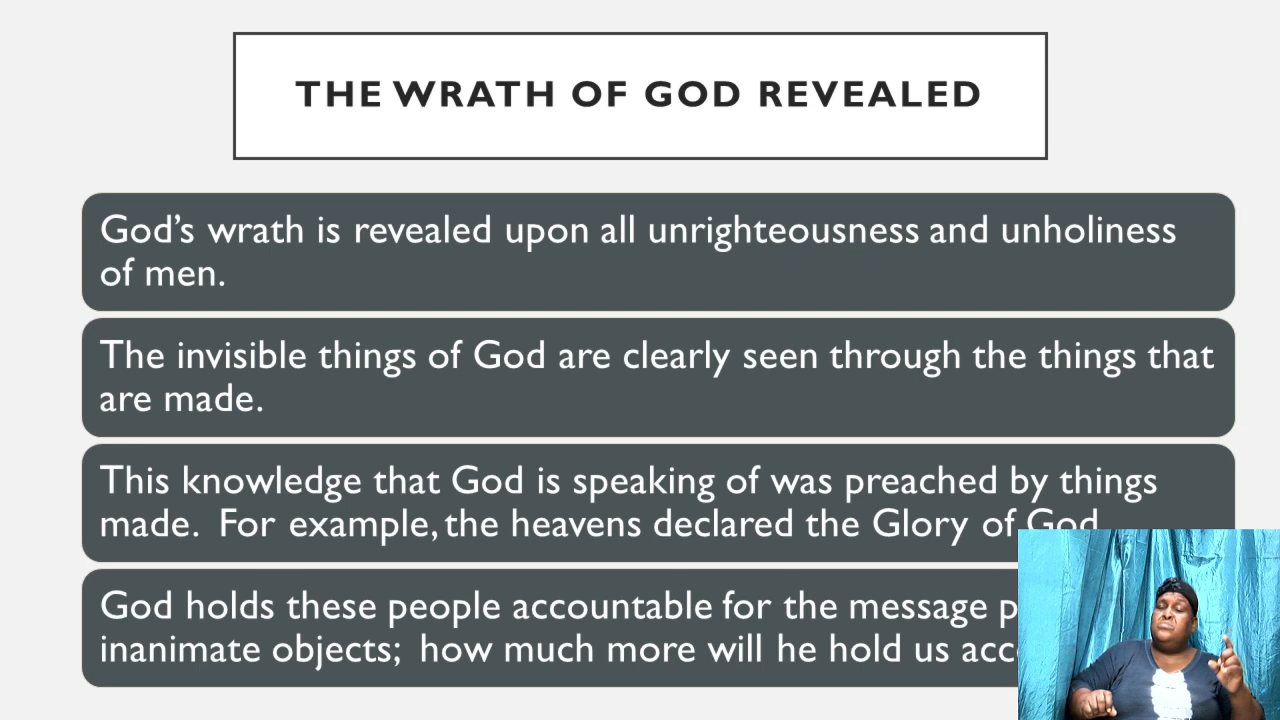 THE WRATH OF GOD REVEALED
God's wrath is revealed upon all unrighteousness and unholiness
of men.
The invisible things of God are clearly seen through the things that
are made.
This knowledge that God is speaking of was preached by things
made.  For example, the heavens declared the Glory of God
God holds these people accountable for the message
inanimate objects;  how much more will he hold us